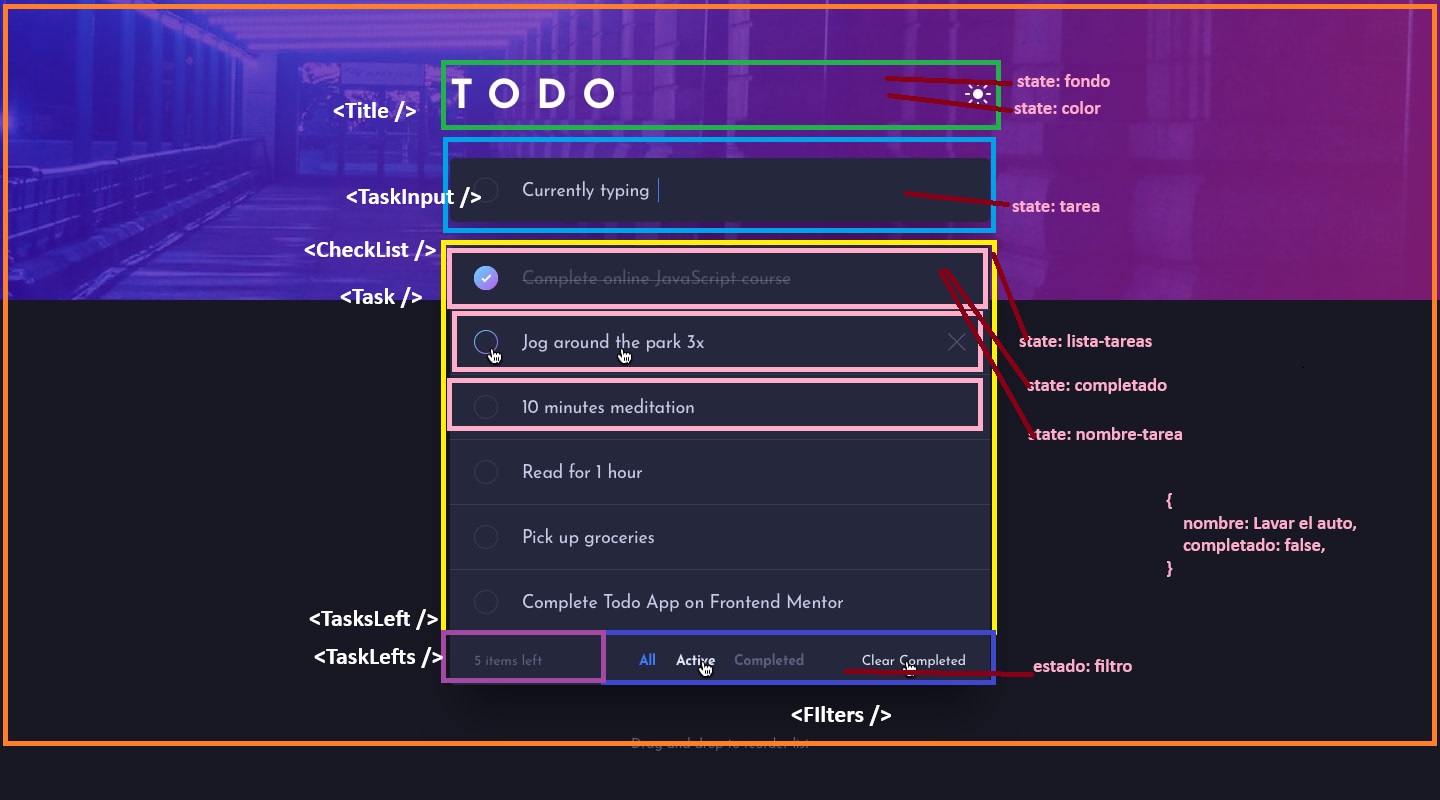 state: fondo
TODO
state: color
<Title />
<TaskInput />
Currently typing
state: tarea
<CheckList />
Complete online JavaScript course
<Task />
Jog around the park 3x
state: lista-tareas
state: completado
10 minutes meditation
state: nombre-tarea
Read for 1 hour
{
nombre: Lavar el auto,
completado: false,
}
Pick up groceries
Complete Todo App on Frontend Mentor
<TasksLeft />
<TaskLefts />
5 items left
All
Active
Completed
Clear Completed
estado: filtro
<FIlters />
Drag and drop to reorder list